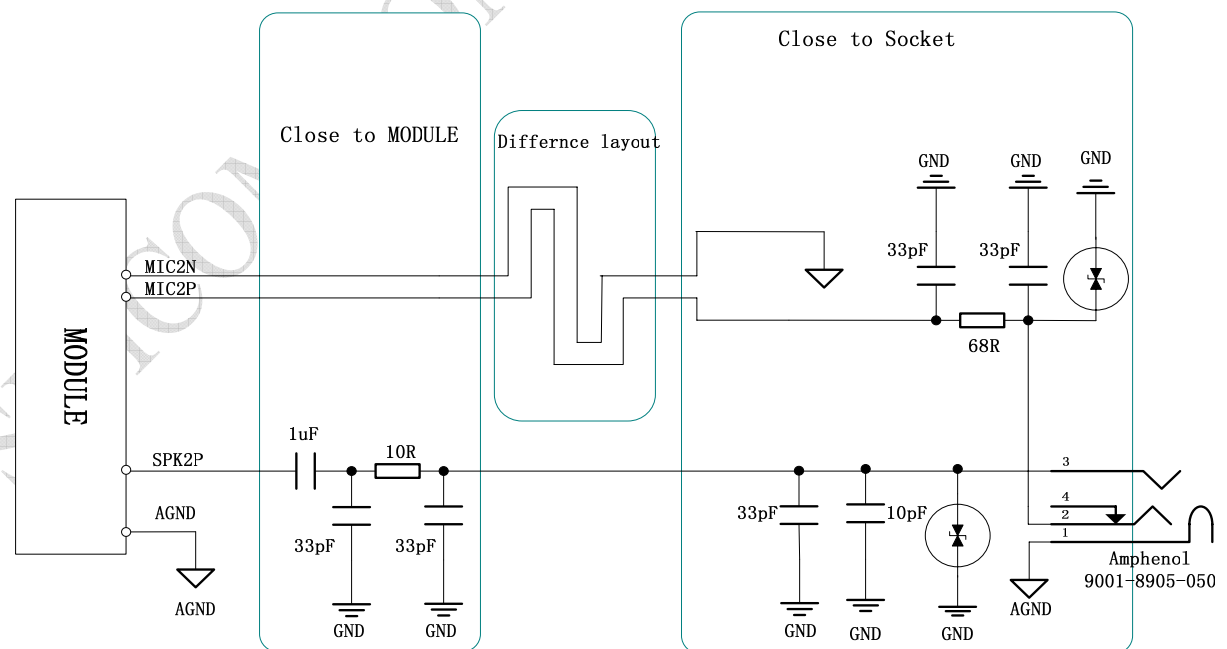 Close to Socket
Close to MODULE
Differnce layout
GND
GND
GND
33pF
33pF
MIC2N
MIC2P
68R
MODULE
1uF
10R
SPK2P
3
4
2
1
AGND
33pF
33pF
33pF
10pF
Amphenol
9001-8905-050
AGND
AGND
GND
GND
GND
GND
GND